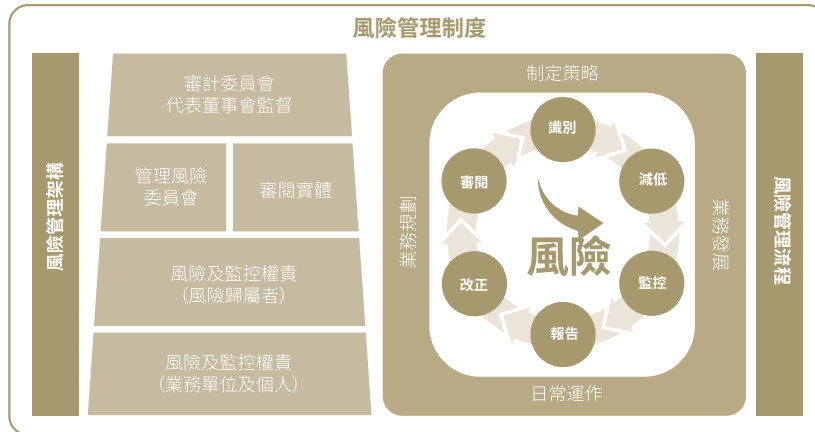 風險管理制度
風險管理架構
審計委員會
代表董事會監督
管理風險
委員會
審閱實體
風險及監控權責
(風險歸屬者)
風險及監控權責
(業務單位及個人)
制定策略
業務規劃
業務發展
日常運作
識別
減低
監控
報告
改正
審閱
風險
風險管理流程